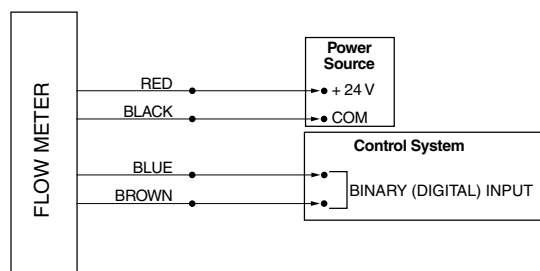 FLOW METER
Power
Source
RED
+ 24 V
BLACK
COM
Control System
BLUE
BROWN
BINARY (DIGITAL) INPUT